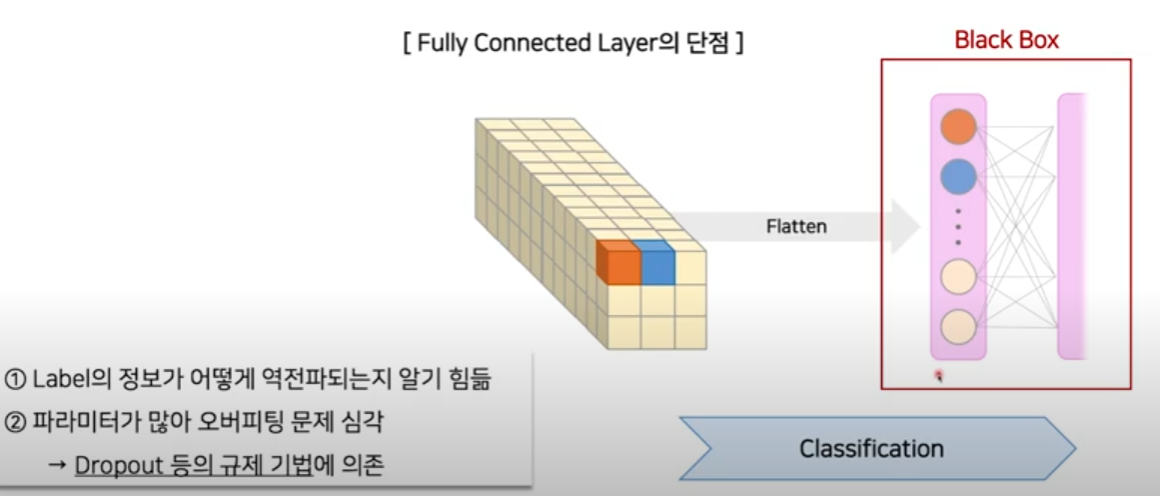 [ Fully Connected Layer의 단점 ]
Black Box
Flatten
① Label의 정보가 어떻게 역전파되는지 알기 힘듦
② 파라미터가 많아 오버피팅 문제 심각
→ Dropout 등의 규제 기법에 의존
Classification